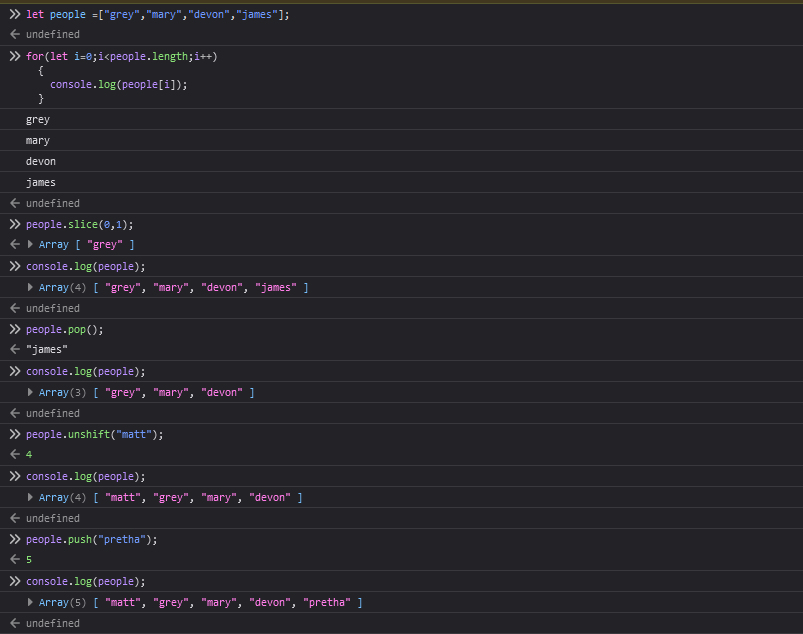 let people =["grey","mary","devon","james"];
undefined
for(let i=0;i<people.length;i++)
{
console.log(people[i]);
}
grey
mary
devon
james
undefined
people.slice(0,1);
Array [ "grey" ]
console.log(people);
Array(4) [ "grey", "mary", "devon", "james" ]
undefined
people.pop();
"james"
console.log(people);
Array(3) [ "grey", "mary", "devon" ]
undefined
people.unshift("matt");
4
console.log(people);
Array(4) [ "matt", "grey", "mary", "devon" ]
undefined
people.push("pretha");
5
console.log(people);
Array(5) [ "matt", "grey", "mary", "devon", "pretha" ]
undefined